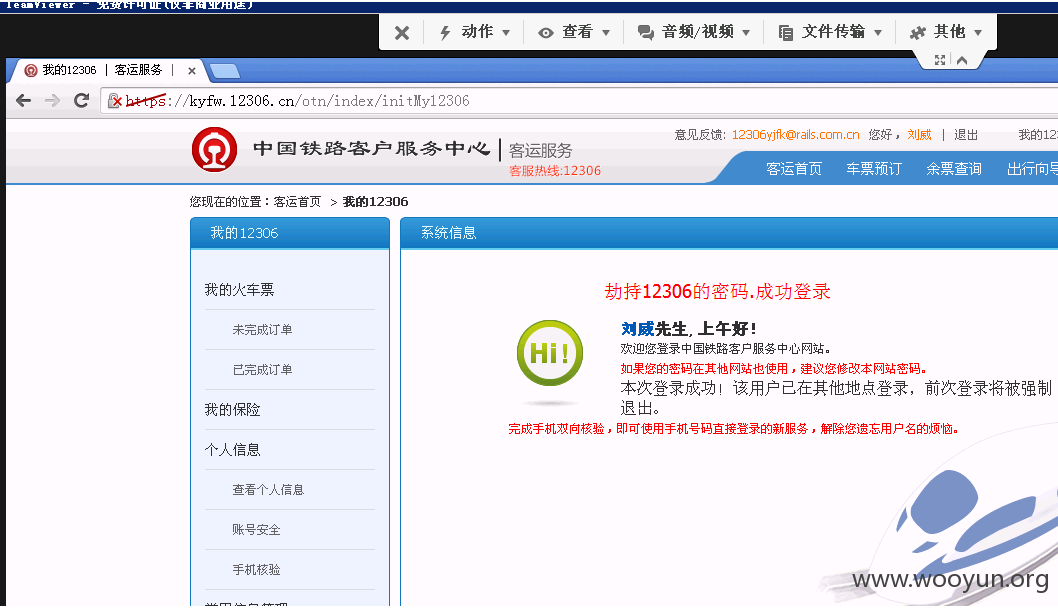 TeamViewer - 免费许可证(仅非商业用途)
动作 查看 音频/视频 文件传输 其他
我的12306 | 客运服务 |
https://kyfw.12306.cn/otn/index/initMy12306
意见反馈: 12306yjfk@rails.com.cn 您好, 刘威 | 退出 我的12
中国铁路客户服务中心 客运服务
客服热线:12306
客运首页 车票预订 余票查询 出行向导
您现在的位置：客运首页 > 我的12306
我的12306
系统信息
我的火车票
未完成订单
已完成订单
我的保险
个人信息
查看个人信息
账号安全
手机核验
劫持12306的密码.成功登录
Hi!
刘威先生, 上午好!
欢迎您登录中国铁路客户服务中心网站。
如果您的密码在其他网站也使用，建议您修改本网站密码。
本次登录成功！该用户已在其他地点登录，前次登录将被强制
退出。
完成手机双向核验，即可使用手机号码直接登录的新服务，解除您遗忘用户名的烦恼。
www.wooyun.org